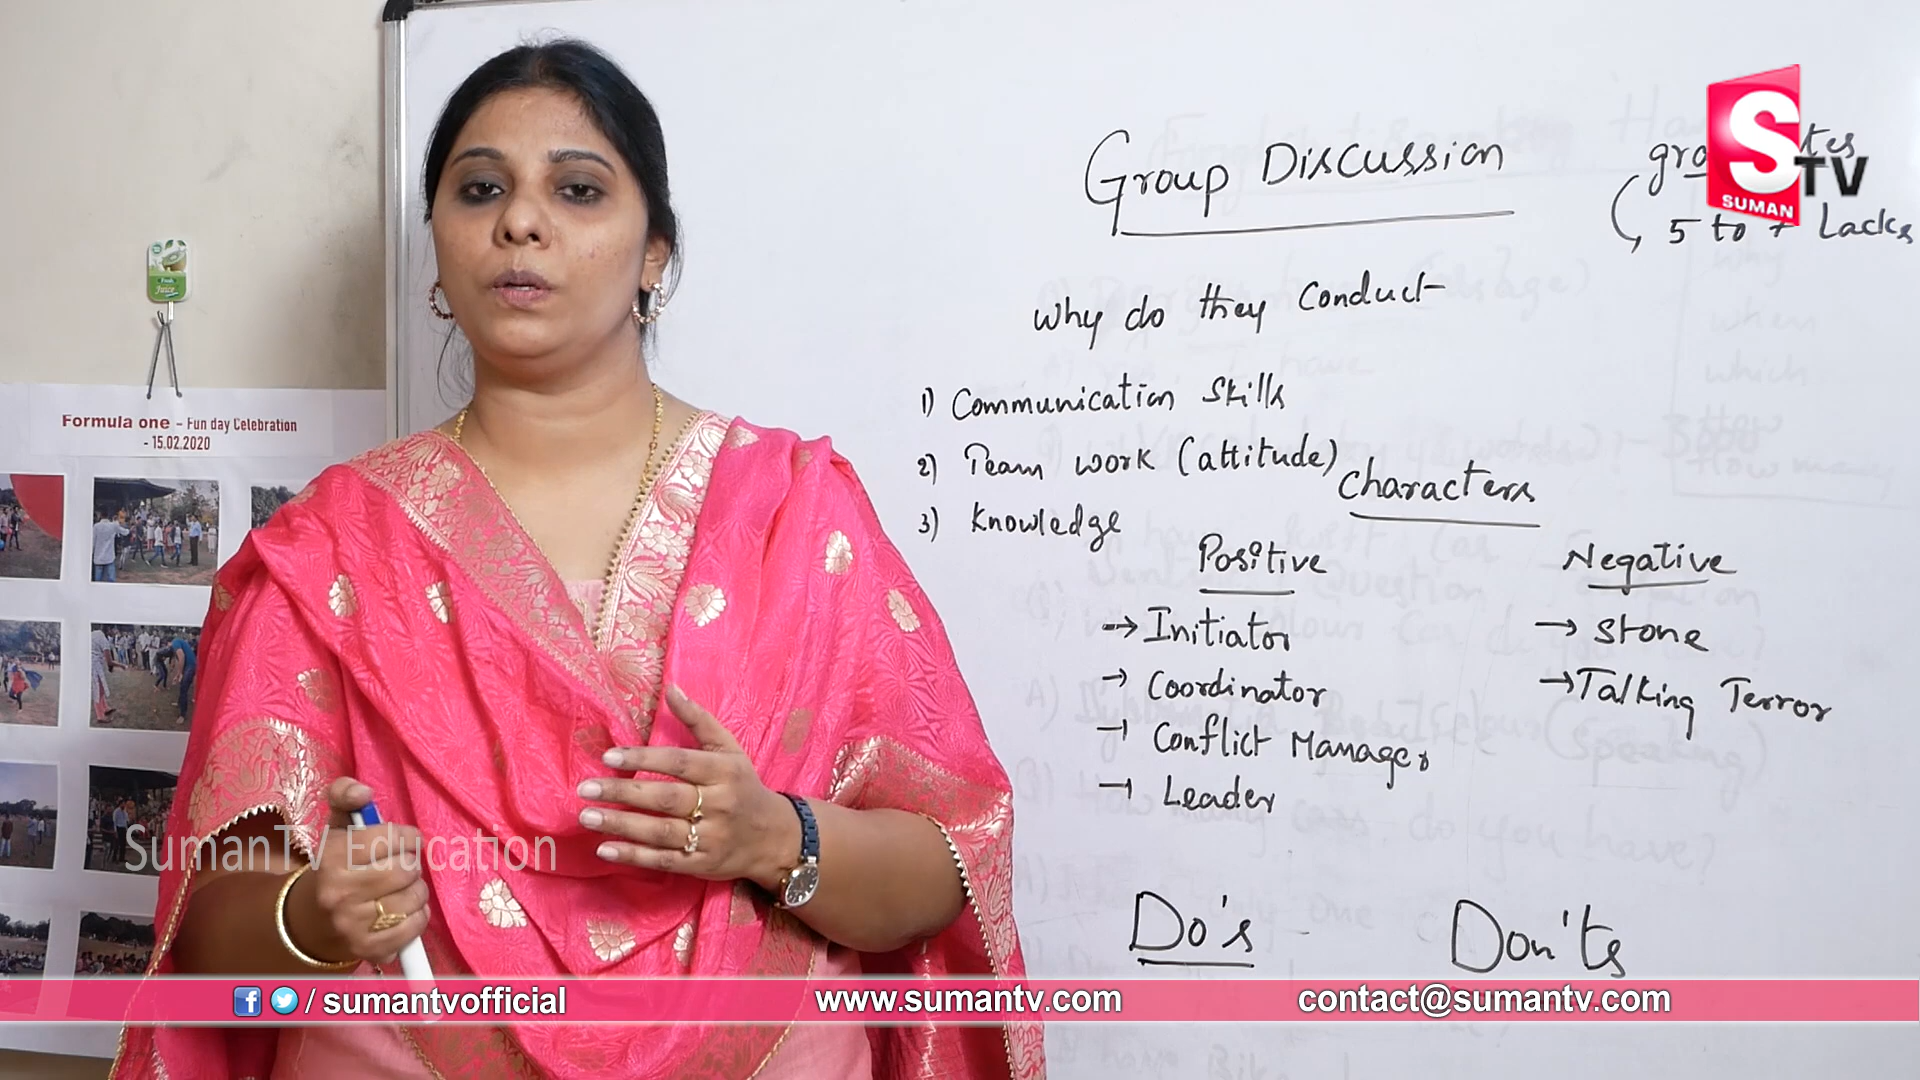 Group Discussion
5 to 7 Lacks
SUMAN TV
Why do they Conduct
1) Communication Skills
2) Team work (attitude)
3) Knowledge
Characters
Positive
→ Initiator
→ Coordinator
→ Conflict Manager
→ Leader
Negative
→ Stone
→ Talking Terror
Do's
Don'ts
Formula one – Fun day Celebration
- 15.02.2020
SumanTV Education
/ sumantvofficial
www.sumantv.com
contact@sumantv.com